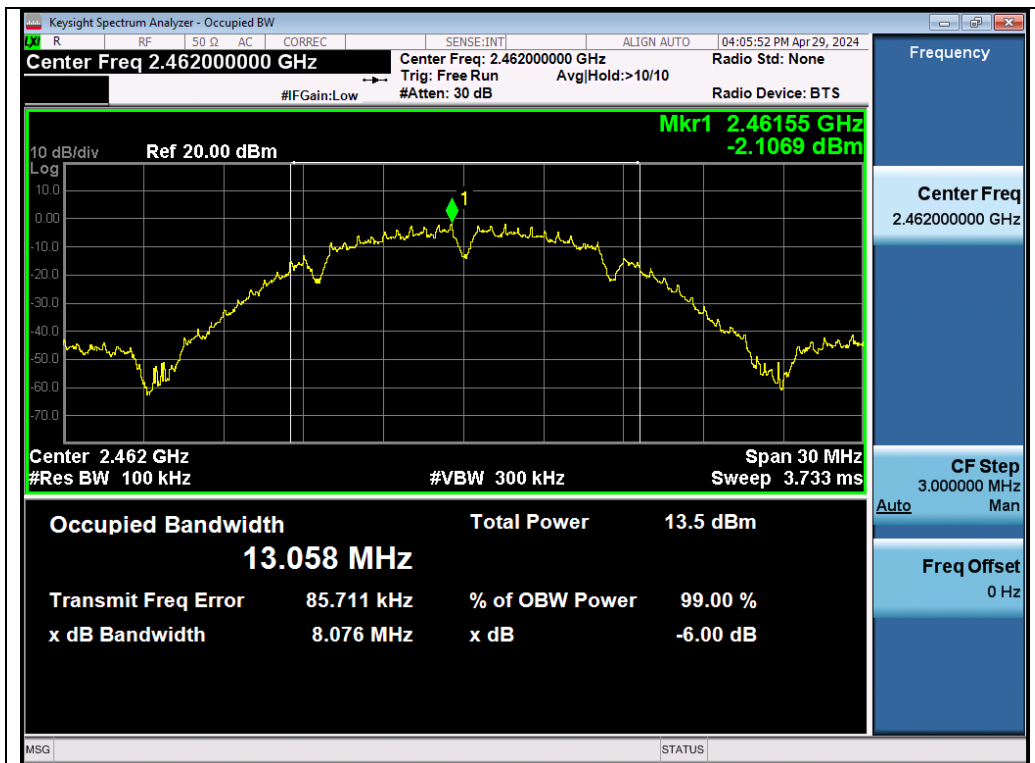 Keysight Spectrum Analyzer - Occupied BW
LXI R RF 50 Ω AC CORREC SENSE:INT ALIGN AUTO 04:05:52 PM Apr 29, 2024
Center Freq 2.462000000 GHz
Center Freq: 2.462000000 GHz
Radio Std: None
Trig: Free Run Avg|Hold:>10/10
#IFGain:Low
#Atten: 30 dB
Radio Device: BTS
Mkr1 2.46155 GHz
-2.1069 dBm
10 dB/div Ref 20.00 dBm
Log
10.0
0.00
-10.0
-20.0
-30.0
-40.0
-50.0
-60.0
-70.0
1
Center 2.462 GHz
Span 30 MHz
#Res BW 100 kHz
#VBW 300 kHz
Sweep 3.733 ms
Occupied Bandwidth
13.058 MHz
Total Power 13.5 dBm
Transmit Freq Error 85.711 kHz
% of OBW Power 99.00 %
x dB Bandwidth 8.076 MHz
x dB -6.00 dB
Frequency
Center Freq
2.462000000 GHz
CF Step
3.000000 MHz
Auto Man
Freq Offset
0 Hz
MSG
STATUS